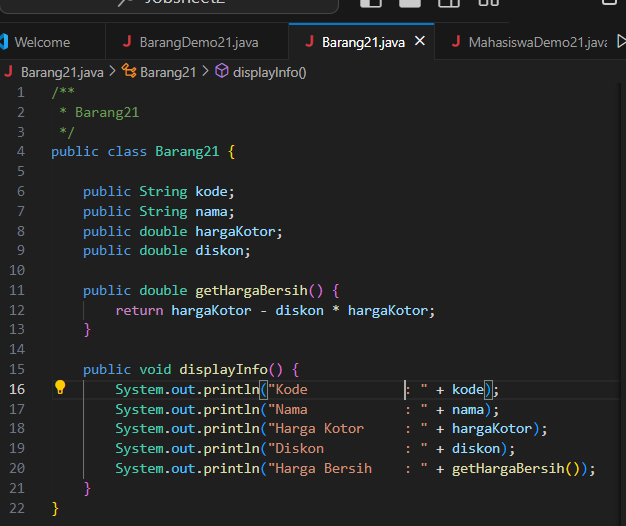 Jobsheet2
Welcome BarangDemo21.java Barang21.java MahasiswaDemo21.java
Barang21.java > Barang21 > displayInfo()
1 /**
2 * Barang21
3 */
4 public class Barang21 {
5
6 public String kode;
7 public String nama;
8 public double hargaKotor;
9 public double diskon;
10
11 public double getHargaBersih() {
12 return hargaKotor - diskon * hargaKotor;
13 }
14
15 public void displayInfo() {
16 System.out.println("Kode : " + kode);
17 System.out.println("Nama : " + nama);
18 System.out.println("Harga Kotor : " + hargaKotor);
19 System.out.println("Diskon : " + diskon);
20 System.out.println("Harga Bersih : " + getHargaBersih());
21 }
22 }